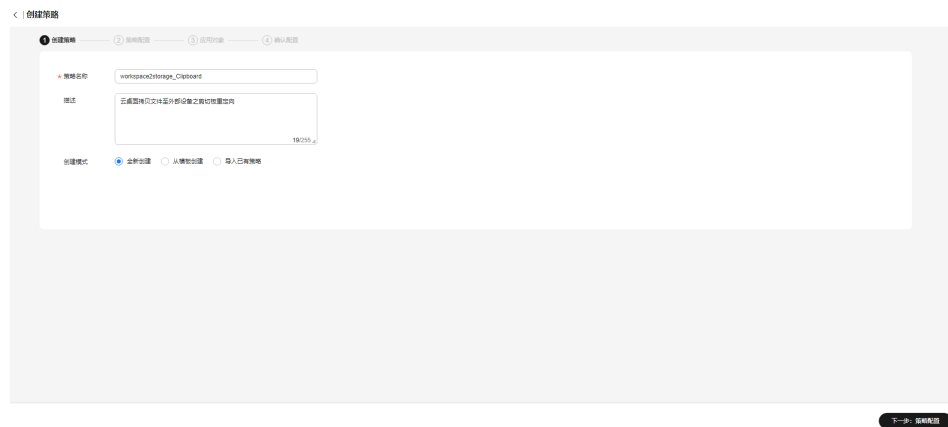 创建策略
1 创建策略 2 策略配置 3 应用对象 4 确认配置
★ 策略名称 workspace2storage_Clipboard
描述 云桌面拷贝文件至外部设备之剪切板重定向
19/255
创建模式 全新创建 从模板创建 导入已有策略
下一步：策略配置